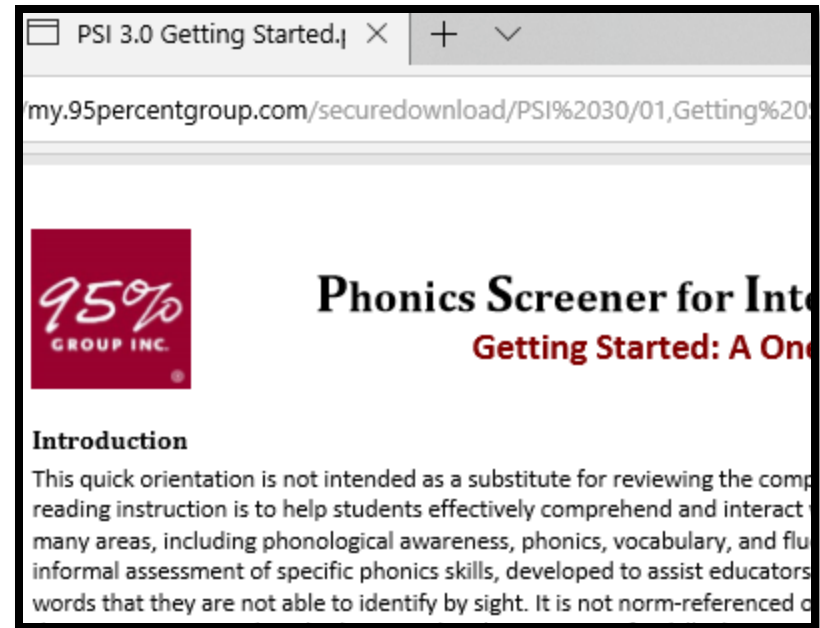 PSI 3.0 Getting Started.p
/my.95percentgroup.com/securedownload/PSI%2030/01,Getting%20S
95%
GROUP INC.
®
Phonics Screener for Inte
Getting Started: A One
Introduction
This quick orientation is not intended as a substitute for reviewing the comp
reading instruction is to help students effectively comprehend and interact
many areas, including phonological awareness, phonics, vocabulary, and flu
informal assessment of specific phonics skills, developed to assist educators
words that they are not able to identify by sight. It is not norm-referenced o